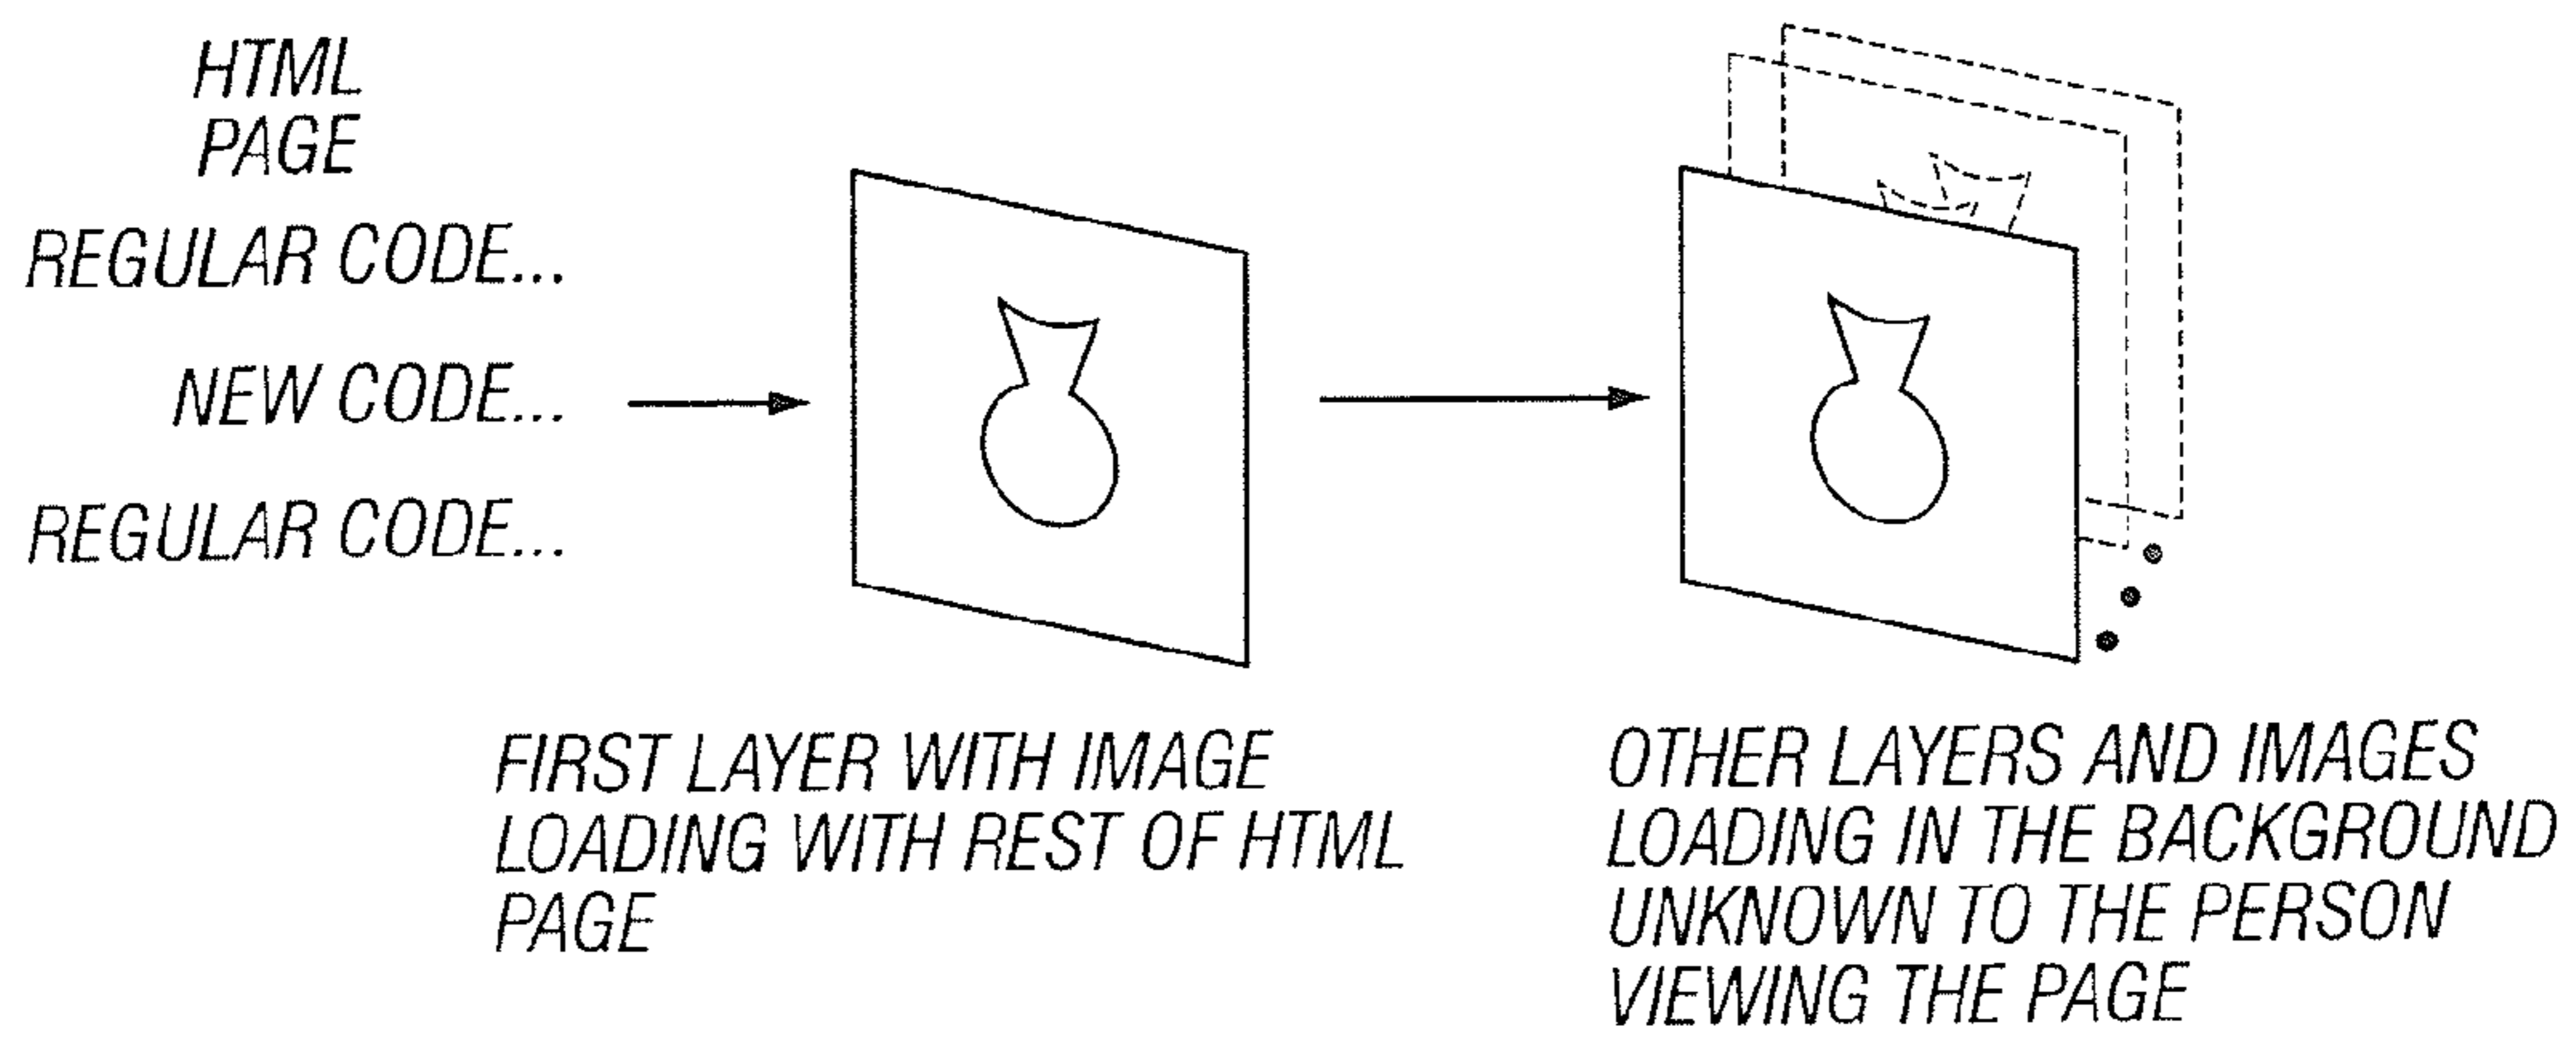 HTML
PAGE
REGULAR CODE...
NEW CODE...
REGULAR CODE...
FIRST LAYER WITH IMAGE
LOADING WITH REST OF HTML
PAGE
OTHER LAYERS AND IMAGES
LOADING IN THE BACKGROUND
UNKNOWN TO THE PERSON
VIEWING THE PAGE